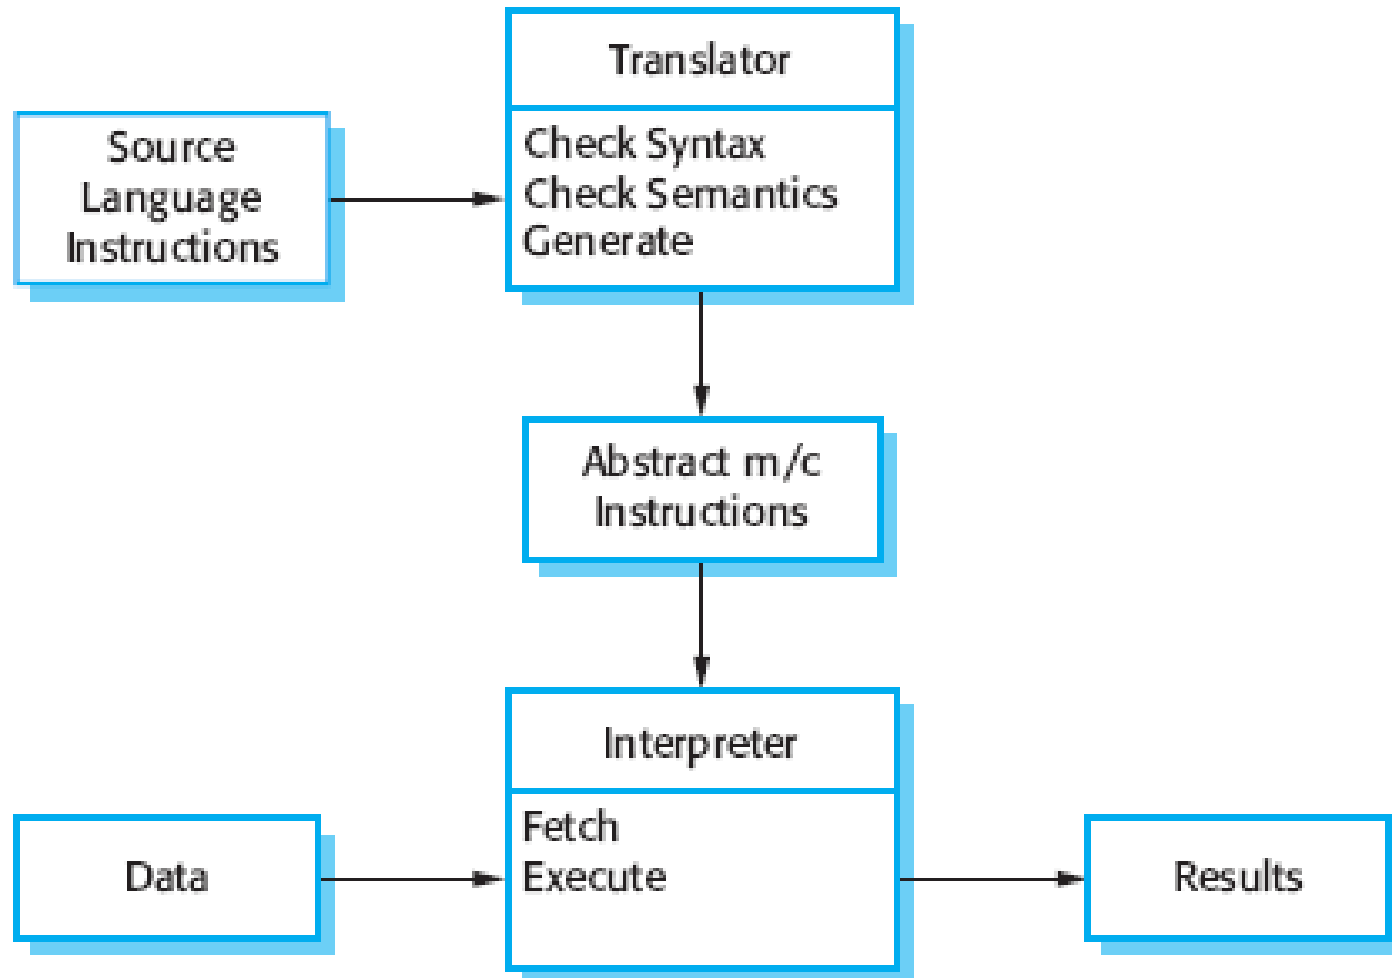 Translator
Check Syntax
Check Semantics
Generate
Source
Language
Instructions
Abstract m/c
Instructions
Interpreter
Fetch
Execute
Data
Results